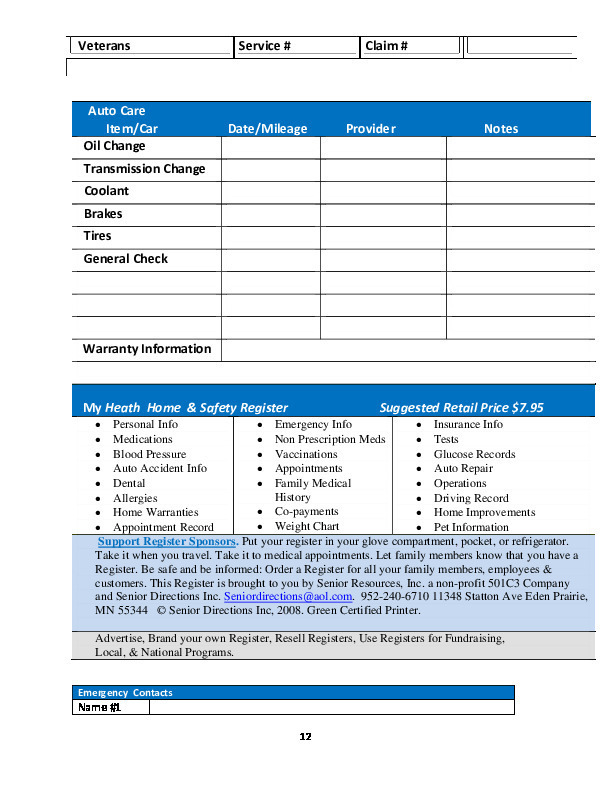 Veterans Service # Claim #
Auto Care
Item/Car Date/Mileage Provider Notes
Oil Change
Transmission Change
Coolant
Brakes
Tires
General Check
Warranty Information
My Heath Home & Safety Register Suggested Retail Price $7.95
• Personal Info
• Medications
• Blood Pressure
• Auto Accident Info
• Dental
• Allergies
• Home Warranties
• Appointment Record
• Emergency Info
• Non Prescription Meds
• Vaccinations
• Appointments
• Family Medical
History
• Co-payments
• Weight Chart
• Insurance Info
• Tests
• Glucose Records
• Auto Repair
• Operations
• Driving Record
• Home Improvements
• Pet Information
Support Register Sponsors. Put your register in your glove compartment, pocket, or refrigerator.
Take it when you travel. Take it to medical appointments. Let family members know that you have a
Register. Be safe and be informed: Order a Register for all your family members, employees &
customers. This Register is brought to you by Senior Resources, Inc. a non-profit 501C3 Company
and Senior Directions Inc. Seniordirections@aol.com. 952-240-6710 11348 Statton Ave Eden Prairie,
MN 55344 © Senior Directions Inc, 2008. Green Certified Printer.
Advertise, Brand your own Register, Resell Registers, Use Registers for Fundraising,
Local, & National Programs.
Emergency Contacts
Name #1
12